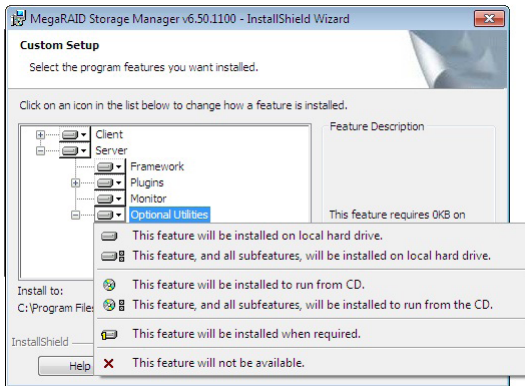 MegaRAID Storage Manager v6.50.1100 - InstallShield Wizard
Custom Setup
Select the program features you want installed.
Click on an icon in the list below to change how a feature is installed.
Client
Server
Framework
Plugins
Monitor
Optional Utilities
Feature Description
This feature requires 0KB on
This feature will be installed on local hard drive.
This feature, and all subfeatures, will be installed on local hard drive.
This feature will be installed to run from CD.
This feature, and all subfeatures, will be installed to run from the CD.
This feature will be installed when required.
This feature will not be available.
Install to:
C:\Program Files
InstallShield
Help